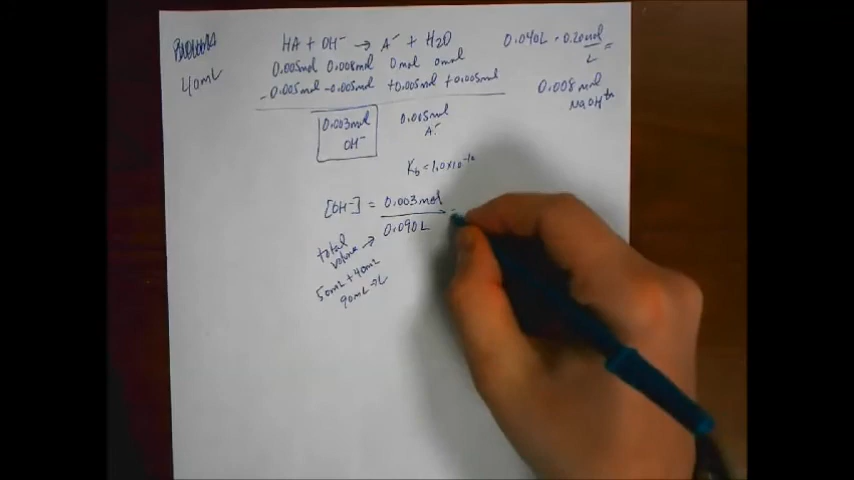 40mL
HA + OH⁻ → A⁻ + H₂O
0.005mol 0.008mol 0mol 0mol
-0.005mol -0.005mol +0.005mol +0.005mol
0.003mol OH⁻
0.005mol A⁻
0.040L · 0.20 mol/L =
0.008mol NaOH
Kb = 1.0x10⁻¹⁰
[OH⁻] = 0.003mol / 0.090L =
total volume →
50mL + 40mL
90mL → L